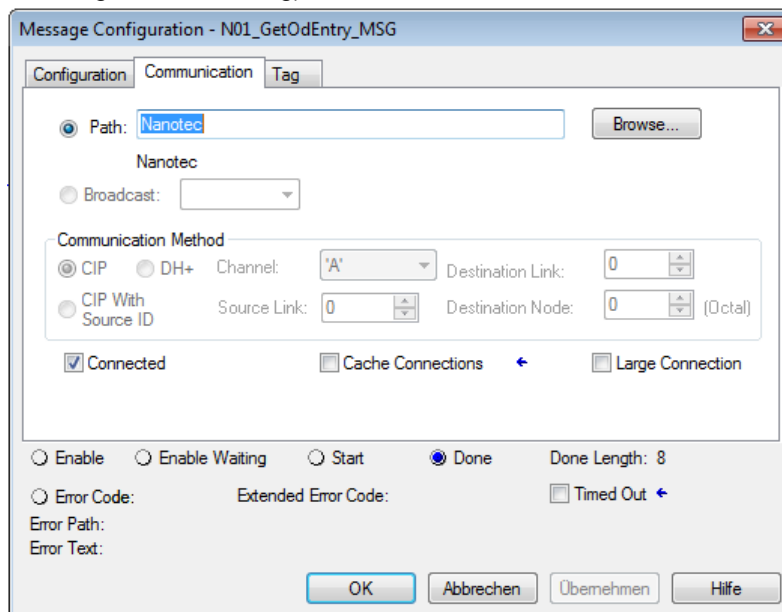 Message Configuration - N01_GetOdEntry_MSG
Configuration Communication Tag
Path: Nanotec Browse...
Nanotec
Broadcast:
Communication Method
CIP DH+ Channel: 'A' Destination Link: 0
CIP With Source ID Source Link: 0 Destination Node: 0 (Octal)
Connected Cache Connections Large Connection
Enable Enable Waiting Start Done Done Length: 8
Error Code: Extended Error Code: Timed Out
Error Path:
Error Text:
OK Abbrechen Übernehmen Hilfe